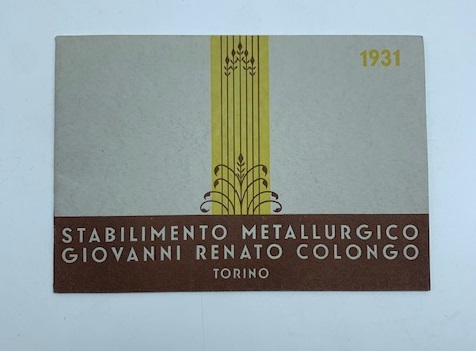 1931
STABILIMENTO METALLURGICO
GIOVANNI RENATO COLONGO
TORINO